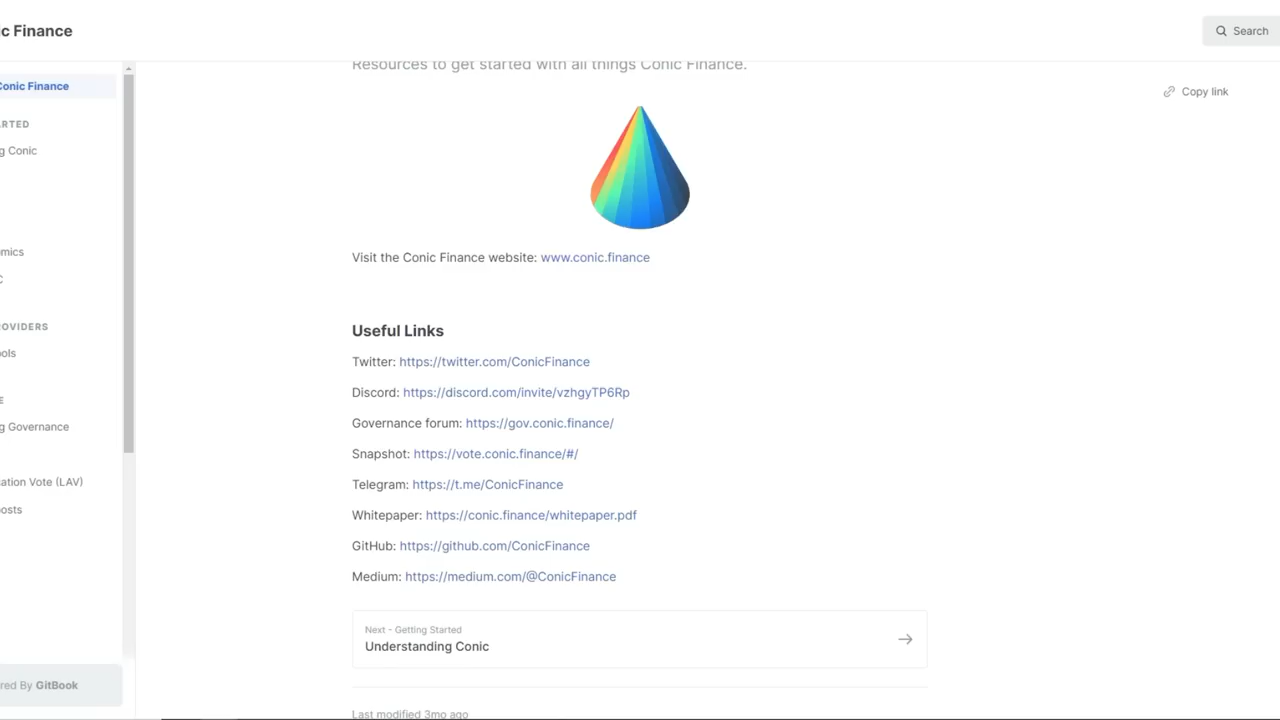 c Finance
Search
Conic Finance
ARTED
g Conic
mics
C
OVIDERS
ools
E
g Governance
ation Vote (LAV)
osts
red By GitBook
Resources to get started with all things Conic Finance.
Copy link
Visit the Conic Finance website: www.conic.finance
Useful Links
Twitter: https://twitter.com/ConicFinance
Discord: https://discord.com/invite/vzhgyTP6Rp
Governance forum: https://gov.conic.finance/
Snapshot: https://vote.conic.finance/#/
Telegram: https://t.me/ConicFinance
Whitepaper: https://conic.finance/whitepaper.pdf
GitHub: https://github.com/ConicFinance
Medium: https://medium.com/@ConicFinance
Next - Getting Started
Understanding Conic
Last modified 3mo ago